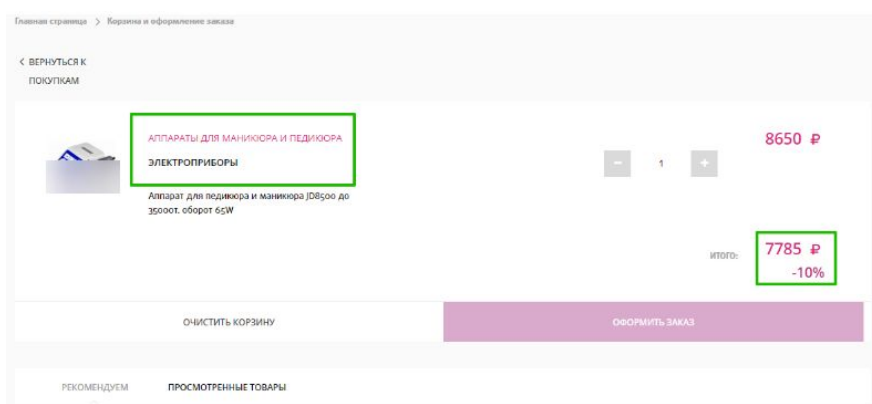 Главная страница > Корзина и оформление заказа
< ВЕРНУТЬСЯ К
ПОКУПКАМ
АППАРАТЫ ДЛЯ МАНИКЮРА И ПЕДИКЮРА
ЭЛЕКТРОПРИБОРЫ
Аппарат для педикюра и маникюра JD8500 до
35000т. оборот 65W
− 1 +
8650 ₽
ИТОГО: 7785 ₽
-10%
ОЧИСТИТЬ КОРЗИНУ
ОФОРМИТЬ ЗАКАЗ
РЕКОМЕНДУЕМ
ПРОСМОТРЕННЫЕ ТОВАРЫ